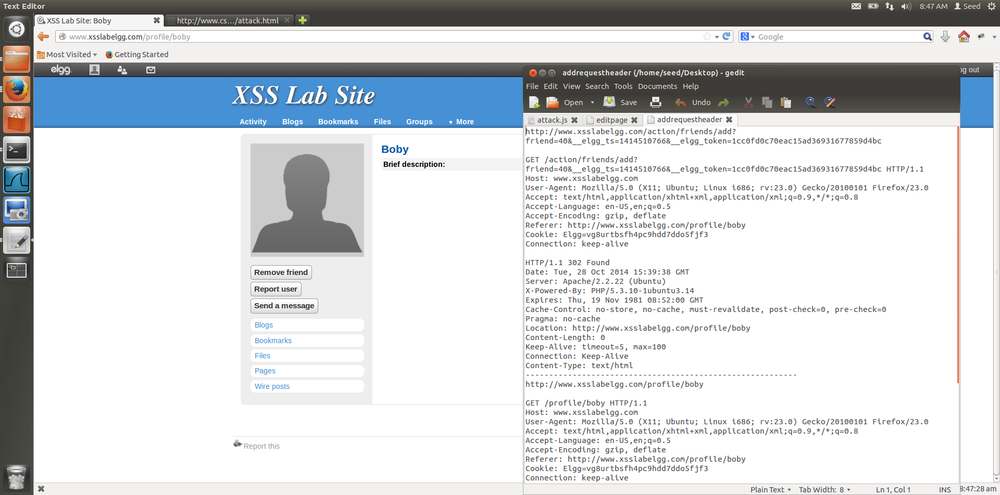 Text Editor
8:47 AM Seed
XSS Lab Site: Boby
http://www.cs.../attack.html
www.xsslabelgg.com/profile/boby
Google
Most Visited
Getting Started
elgg.
XSS Lab Site
Activity
Blogs
Bookmarks
Files
Groups
More
Boby
Brief description:
Remove friend
Report user
Send a message
Blogs
Bookmarks
Files
Pages
Wire posts
Report this
og out
addrequestheader (/home/seed/Desktop) - gedit
File Edit View Search Tools Documents Help
Open Save Undo
attack.js
editpage
addrequestheader
http://www.xsslabelgg.com/action/friends/add?
friend=40&__elgg_ts=1414510766&__elgg_token=1cc0fd0c70eac15ad36931677859d4bc
GET /action/friends/add?
friend=40&__elgg_ts=1414510766&__elgg_token=1cc0fd0c70eac15ad36931677859d4bc HTTP/1.1
Host: www.xsslabelgg.com
User-Agent: Mozilla/5.0 (X11; Ubuntu; Linux i686; rv:23.0) Gecko/20100101 Firefox/23.0
Accept: text/html,application/xhtml+xml,application/xml;q=0.9,*/*;q=0.8
Accept-Language: en-US,en;q=0.5
Accept-Encoding: gzip, deflate
Referer: http://www.xsslabelgg.com/profile/boby
Cookie: Elgg=vg8urtbsfh4pc9hdd7ddo5fjf3
Connection: keep-alive
HTTP/1.1 302 Found
Date: Tue, 28 Oct 2014 15:39:38 GMT
Server: Apache/2.2.22 (Ubuntu)
X-Powered-By: PHP/5.3.10-1ubuntu3.14
Expires: Thu, 19 Nov 1981 08:52:00 GMT
Cache-Control: no-store, no-cache, must-revalidate, post-check=0, pre-check=0
Pragma: no-cache
Location: http://www.xsslabelgg.com/profile/boby
Content-Length: 0
Keep-Alive: timeout=5, max=100
Connection: Keep-Alive
Content-Type: text/html
----------------------------------------------------------
http://www.xsslabelgg.com/profile/boby
GET /profile/boby HTTP/1.1
Host: www.xsslabelgg.com
User-Agent: Mozilla/5.0 (X11; Ubuntu; Linux i686; rv:23.0) Gecko/20100101 Firefox/23.0
Accept: text/html,application/xhtml+xml,application/xml;q=0.9,*/*;q=0.8
Accept-Language: en-US,en;q=0.5
Accept-Encoding: gzip, deflate
Referer: http://www.xsslabelgg.com/profile/boby
Cookie: Elgg=vg8urtbsfh4pc9hdd7ddo5fjf3
Connection: keep-alive
Plain Text Tab Width: 8 Ln 1, Col 1 INS
8:47:28 am